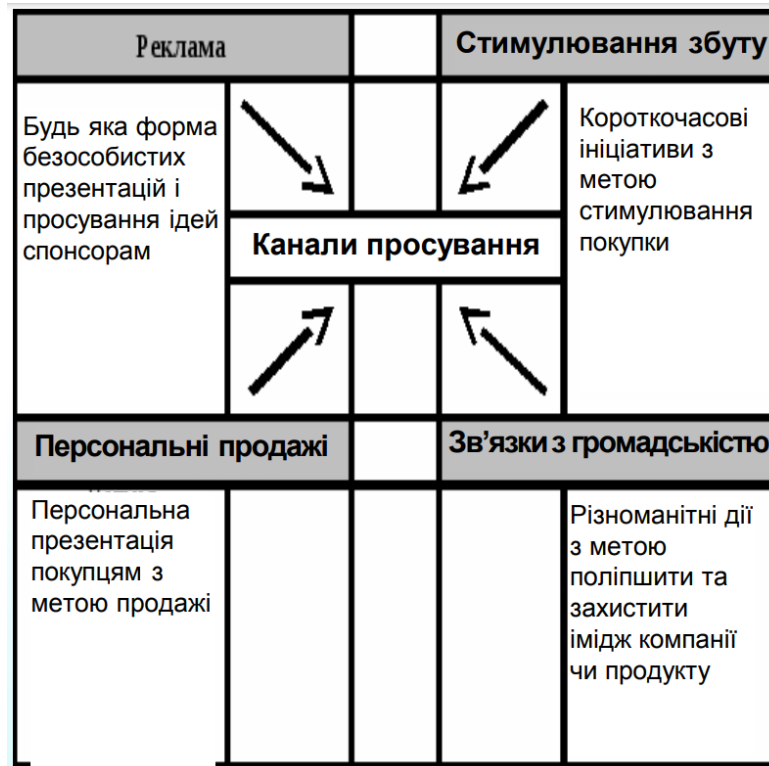 Реклама
Стимулювання збуту
Будь яка форма
безособистих
презентацій і
просування ідей
спонсорам
Короткочасові
ініціативи з
метою
стимулювання
покупки
Канали просування
Персональні продажі
Зв’язки з громадськістю
Персональна
презентація
покупцям з
метою продажі
Різноманітні дії
з метою
поліпшити та
захистити
імідж компанії
чи продукту